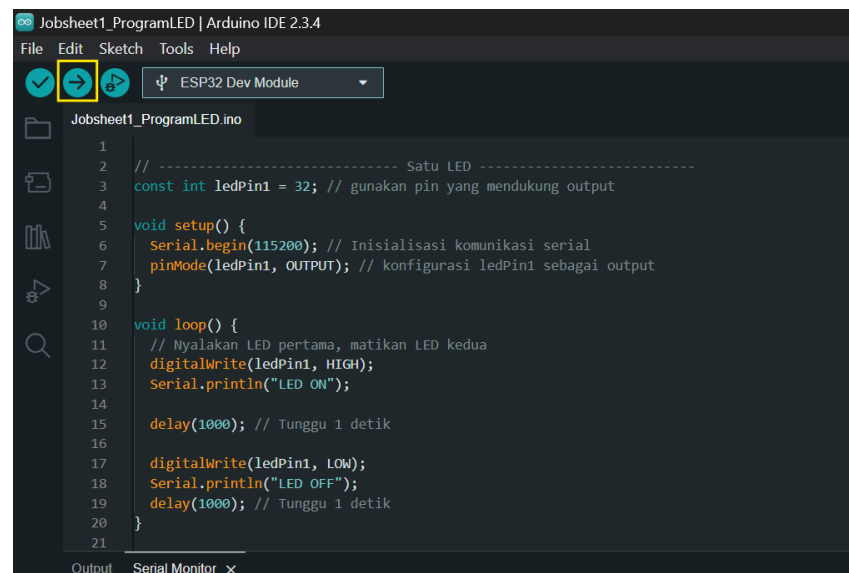 Jobsheet1_ProgramLED | Arduino IDE 2.3.4
File Edit Sketch Tools Help
ESP32 Dev Module
Jobsheet1_ProgramLED.ino
1
2 // ------------------------------ Satu LED ---------------------------
3 const int ledPin1 = 32; // gunakan pin yang mendukung output
4
5 void setup() {
6 Serial.begin(115200); // Inisialisasi komunikasi serial
7 pinMode(ledPin1, OUTPUT); // konfigurasi ledPin1 sebagai output
8 }
9
10 void loop() {
11 // Nyalakan LED pertama, matikan LED kedua
12 digitalWrite(ledPin1, HIGH);
13 Serial.println("LED ON");
14
15 delay(1000); // Tunggu 1 detik
16
17 digitalWrite(ledPin1, LOW);
18 Serial.println("LED OFF");
19 delay(1000); // Tunggu 1 detik
20 }
21
Output Serial Monitor ×